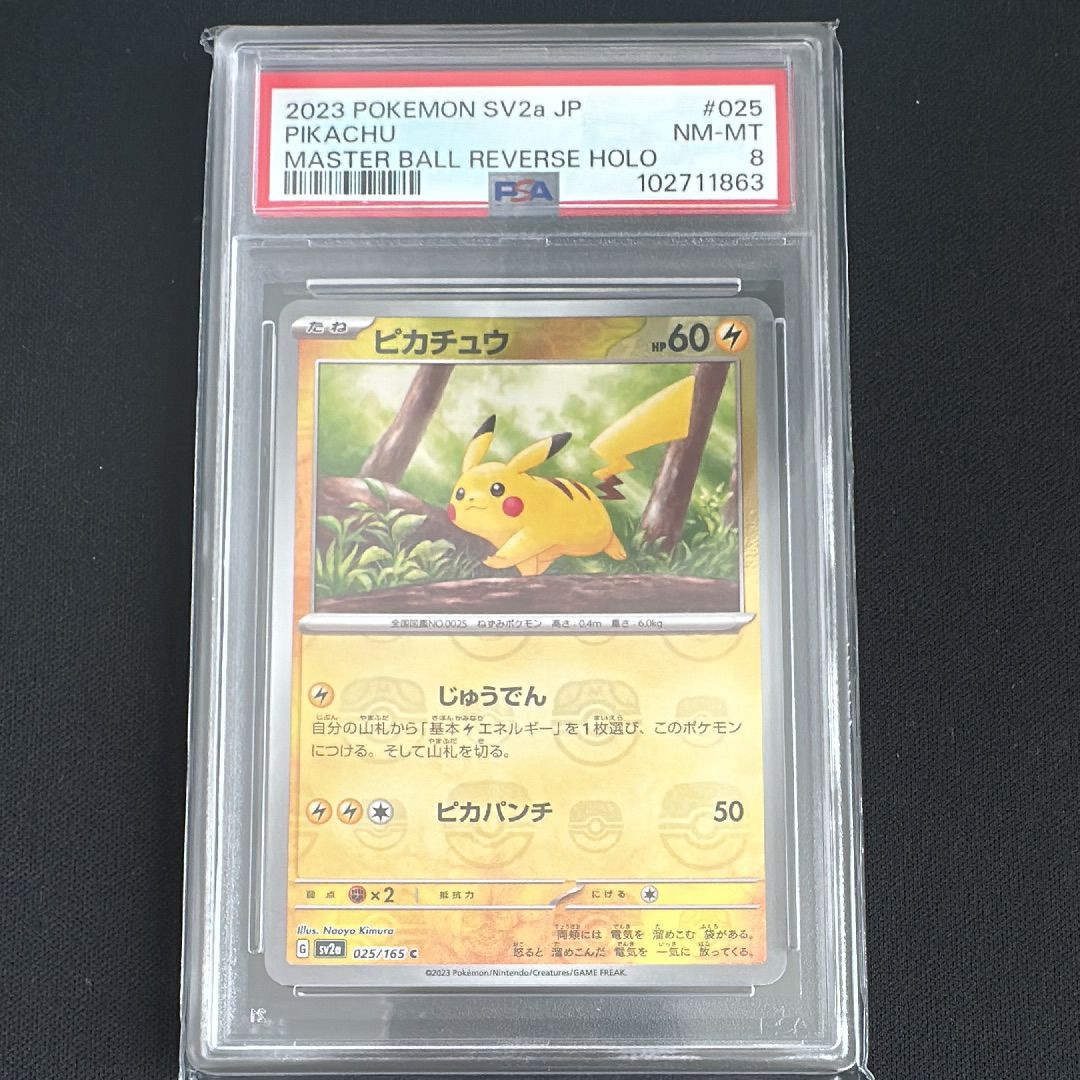 2023 POKEMON SV2a JP #025
PIKACHU NM-MT
MASTER BALL REVERSE HOLO 8
PSA 102711863
たね ピカチュウ HP60
全国図鑑NO.0025 ねずみポケモン 高さ:0.4m 重さ:6.0kg
じゅうでん
自分の山札から「基本エネルギー」を1枚選び、このポケモン
につける。そして山札を切る。
ピカパンチ 50
弱点 ×2 抵抗力 にげる
Illus. Naoyo Kimura
両頬には 電気を 溜めこむ 袋がある。
G sv2a 025/165 C
怒ると 溜めこんだ 電気を 一気に 放ってくる。
©2023 Pokémon/Nintendo/Creatures/GAME FREAK.